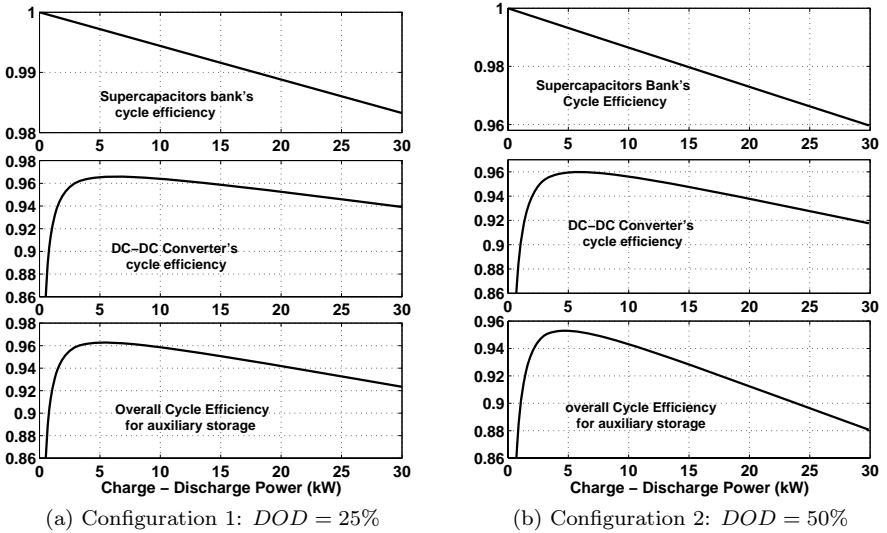 1
0.99
0.98
0 5 10 15 20 25 30
Supercapacitors bank's
cycle efficiency
0.98
0.96
0.94
0.92
0.9
0.88
0.86
0 5 10 15 20 25 30
DC–DC Converter's
cycle efficiency
0.98
0.96
0.94
0.92
0.9
0.88
0.86
0 5 10 15 20 25 30
Overall Cycle Efficiency
for auxiliary storage
Charge – Discharge Power (kW)
(a) Configuration 1: DOD = 25%
1
0.98
0.96
0 5 10 15 20 25 30
Supercapacitors Bank's
Cycle Efficiency
0.96
0.94
0.92
0.9
0.88
0.86
0 5 10 15 20 25 30
DC–DC Converter's
cycle efficiency
0.96
0.94
0.92
0.9
0.88
0.86
0 5 10 15 20 25 30
overall Cycle Efficiency
for auxiliary storage
Charge – Discharge Power (kW)
(b) Configuration 2: DOD = 50%